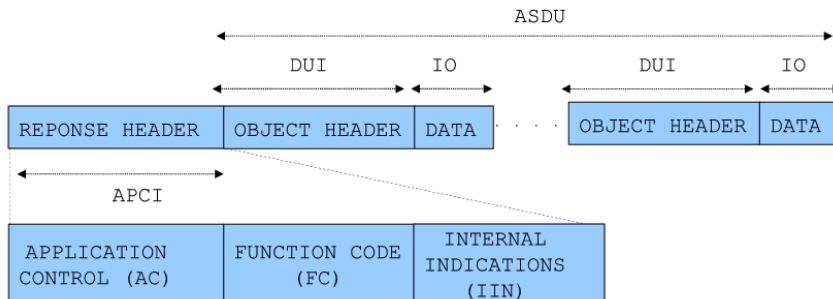 ASDU
DUI IO DUI IO
REPONSE HEADER OBJECT HEADER DATA . . . . . OBJECT HEADER DATA
APCI
APPLICATION CONTROL (AC)
FUNCTION CODE (FC)
INTERNAL INDICATIONS (IIN)